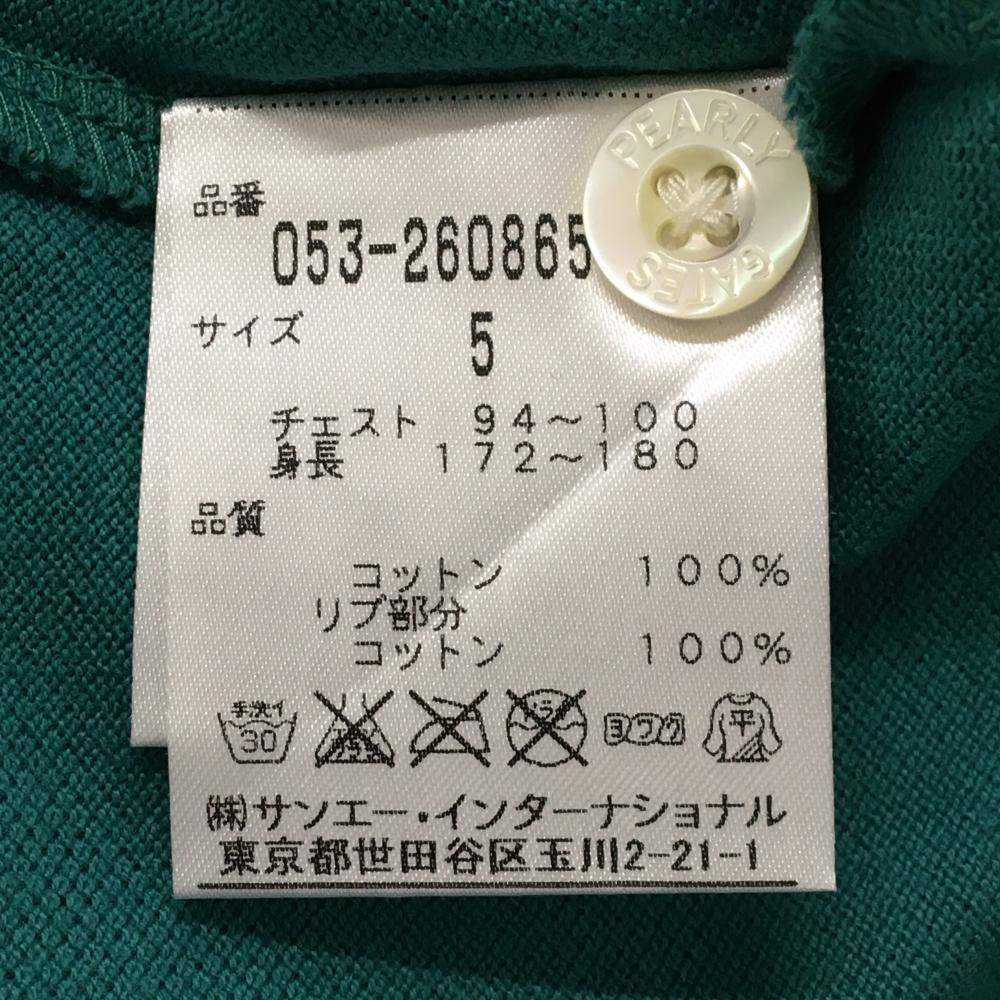 品番
PEARLY
053-260865
GATES
サイズ 5
チェスト 94〜100
身長 172〜180
品質
コットン 100%
リブ部分
コットン 100%
手洗イ 30 ドライ ヨワク 平
㈱サンエー・インターナショナル
東京都世田谷区玉川2-21-1